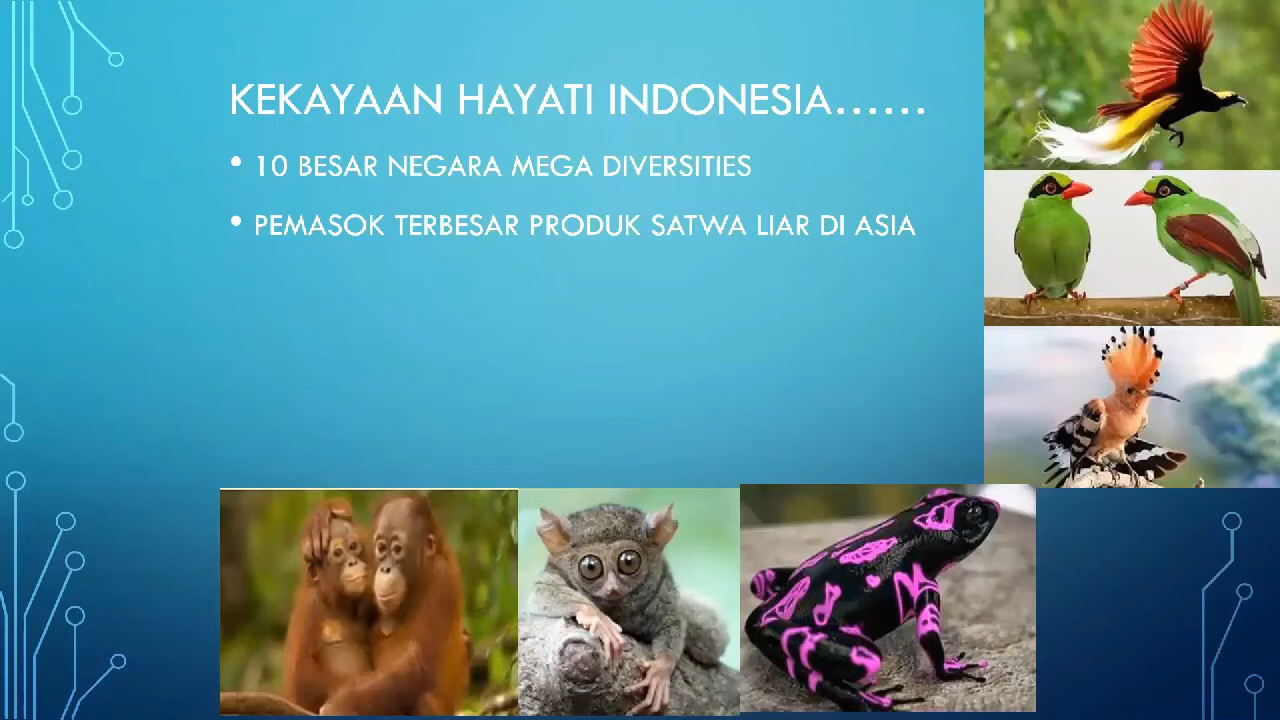 KEKAYAAN HAYATI INDONESIA......
• 10 BESAR NEGARA MEGA DIVERSITIES
• PEMASOK TERBESAR PRODUK SATWA LIAR DI ASIA